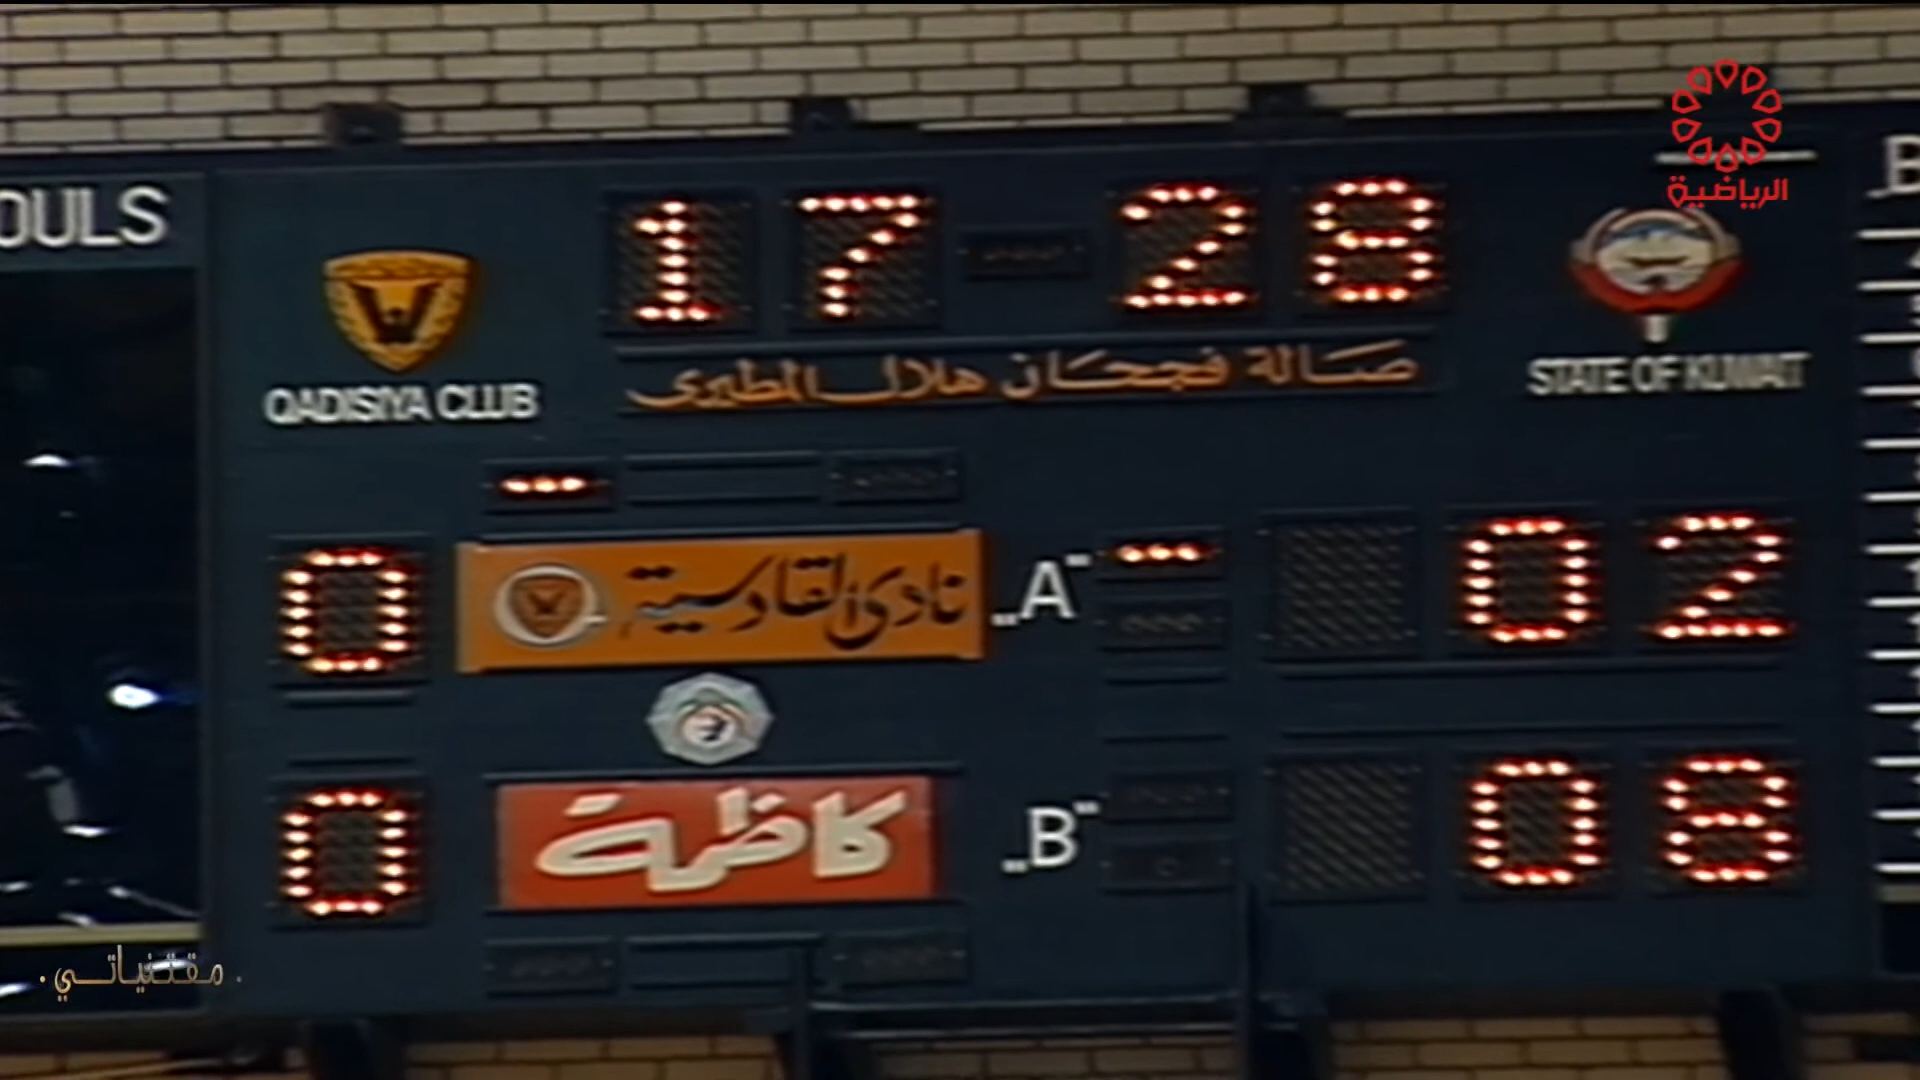 الرياضية
OULS
17 - 28
QADISIYA CLUB
صالة فجحان هلال المطيري
STATE OF KUWAIT
0
نادي القادسية
„A"
02
0
كاظمة
„B"
08
. مقتنياتي .